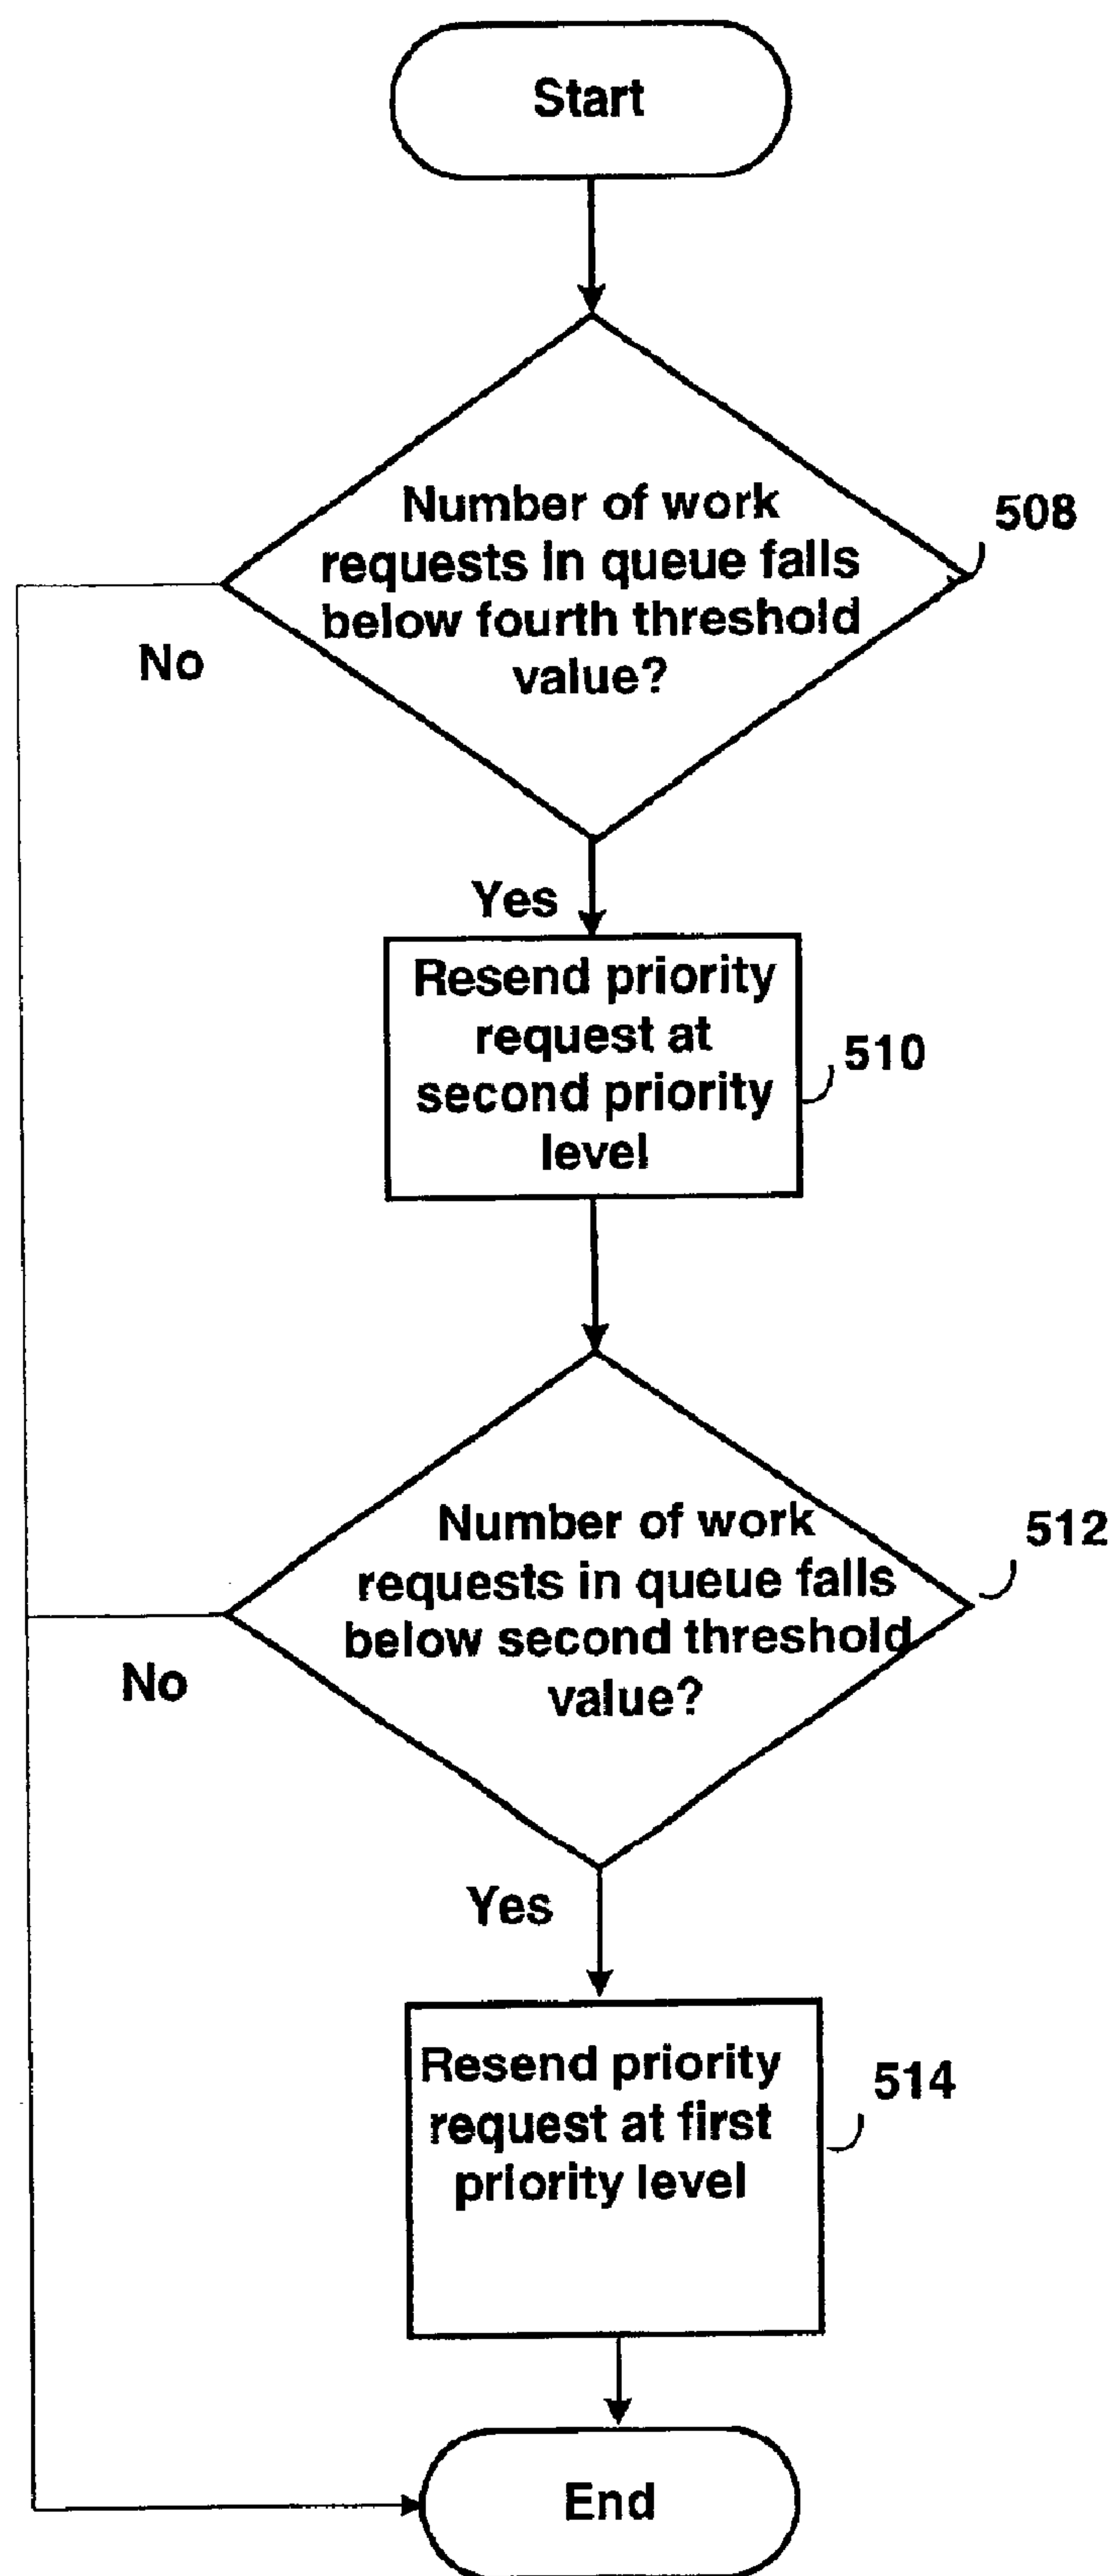 Start
Number of work
requests in queue falls
below fourth threshold
value?
508
No
Yes
Resend priority
request at
second priority
level
510
Number of work
requests in queue falls
below second threshold
value?
512
No
Yes
Resend priority
request at first
priority level
514
End